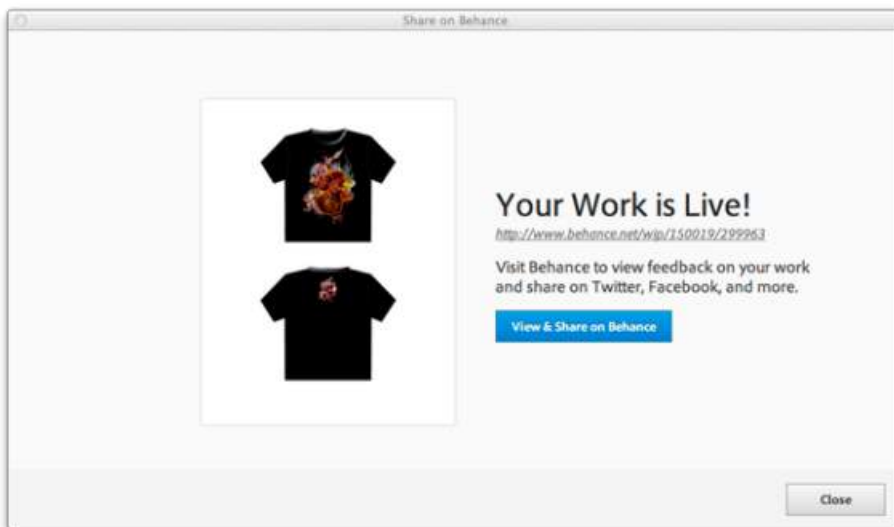 Share on Behance
Your Work is Live!
http://www.behance.net/wip/150019/299963
Visit Behance to view feedback on your work
and share on Twitter, Facebook, and more.
View & Share on Behance
Close